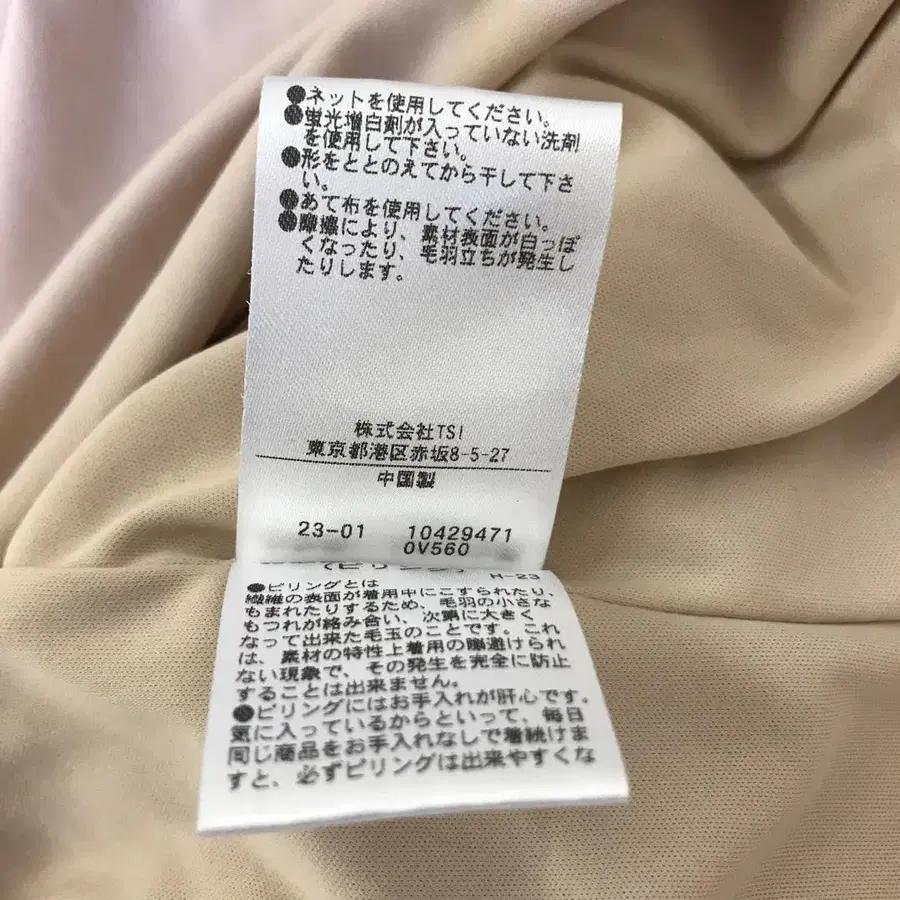 ●ネットを使用してください。
●蛍光増白剤が入っていない洗剤
を使用して下さい。
●形をととのえてから干して下さ
い。
●あて布を使用してください。
●摩擦により、素材表面が白っぽ
くなったり、毛羽立ちが発生し
たりします。
株式会社TSI
東京都港区赤坂8-5-27
中国製
23-01 10429471
0V560
(ピリング) H-23
●ピリングとは
繊維の表面が着用中にこすられたり、
もまれたりするため、毛羽の小さな
もつれが絡み合い、次第に大きく
なって出来た毛玉のことです。これ
は、素材の特性上着用の際避けられ
ない現象で、その発生を完全に防止
することは出来ません。
●ピリングにはお手入れが肝心です。
気に入っているからといって、毎日
同じ商品をお手入れなしで着続けま
すと、必ずピリングは出来やすくな